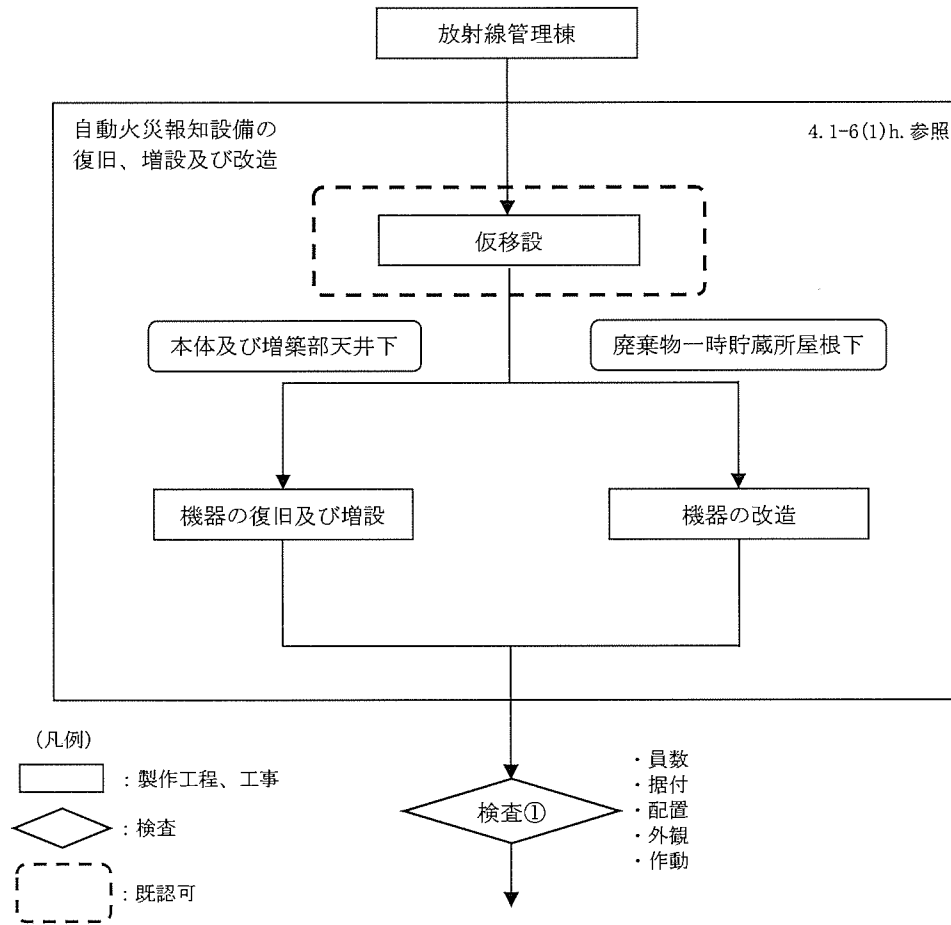 放射線管理棟
自動火災報知設備の
復旧、増設及び改造
4.1-6(1)h.参照
仮移設
本体及び増築部天井下
廃棄物一時貯蔵所屋根下
機器の復旧及び増設
機器の改造
(凡例)
：製作工程、工事
：検査
：既認可
検査①
・員数
・据付
・配置
・外観
・作動